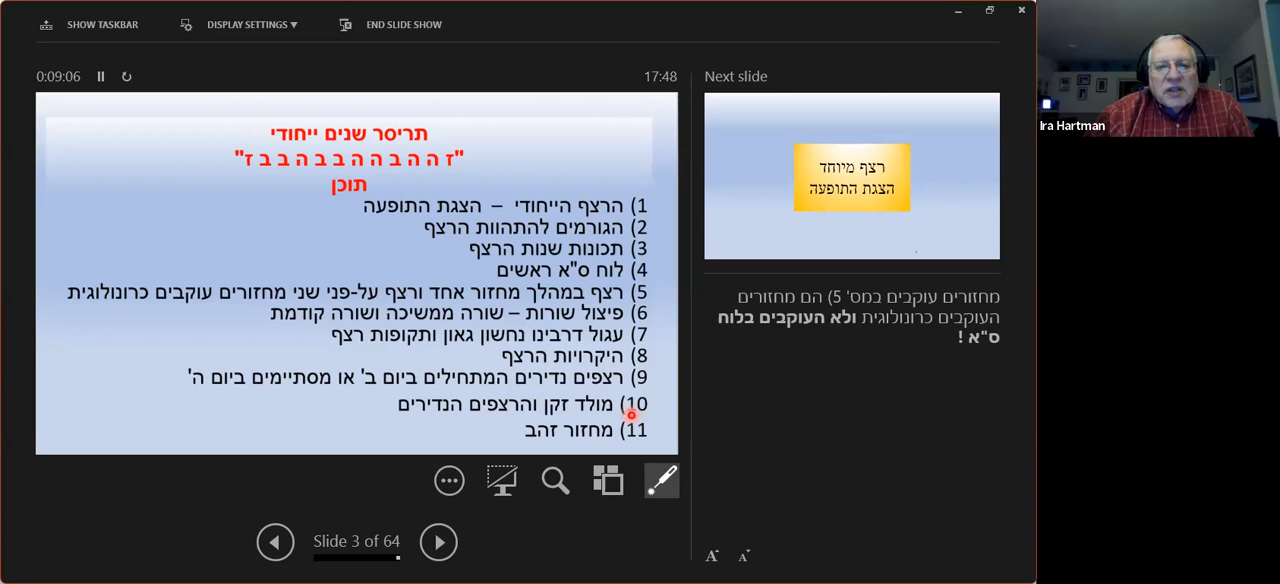 SHOW TASKBAR
DISPLAY SETTINGS ▼
END SLIDE SHOW
0:09:06
17:48
תריסר שנים ייחודי
"ז ה ה ב ה ה ב ב ה ב ב ז"
תוכן
1) הרצף הייחודי – הצגת התופעה
2) הגורמים להתהוות הרצף
3) תכונות שנות הרצף
4) לוח ס"א ראשים
5) רצף במהלך מחזור אחד ורצף על-פני שני מחזורים עוקבים כרונולוגית
6) פיצול שורות – שורה ממשיכה ושורה קודמת
7) עגול דרבינו נחשון גאון ותקופות רצף
8) היקרויות הרצף
9) רצפים נדירים המתחילים ביום ב' או מסתיימים ביום ה'
10) מולד זקן והרצפים הנדירים
11) מחזור זהב
Slide 3 of 64
Next slide
רצף מיוחד
הצגת התופעה
מחזורים עוקבים במס' 5) הם מחזורים
העוקבים כרונולוגית ולא העוקבים בלוח
ס"א !
A A
Ira Hartman